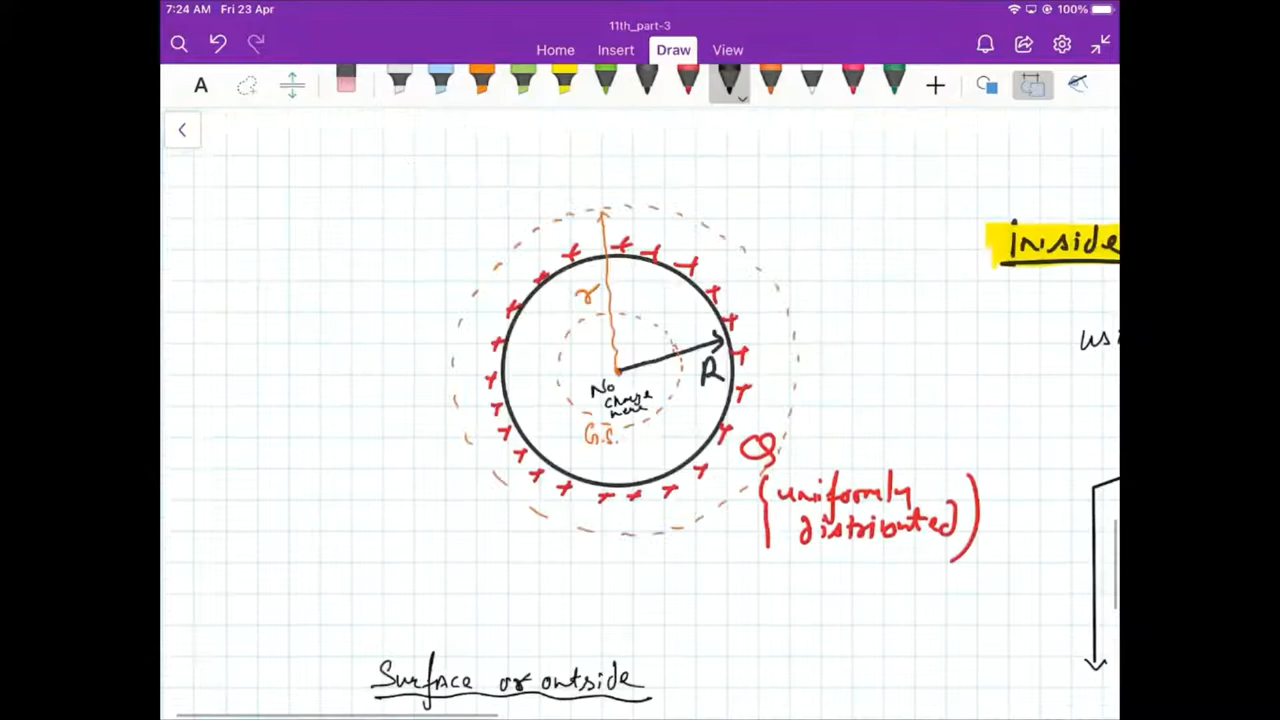 7:24 AM Fri 23 Apr
100%
11th_part-3
Home Insert Draw View
A
inside
r
R
No
charge
here
G.S.
Q
(uniformly
distributed)
Surface or outside